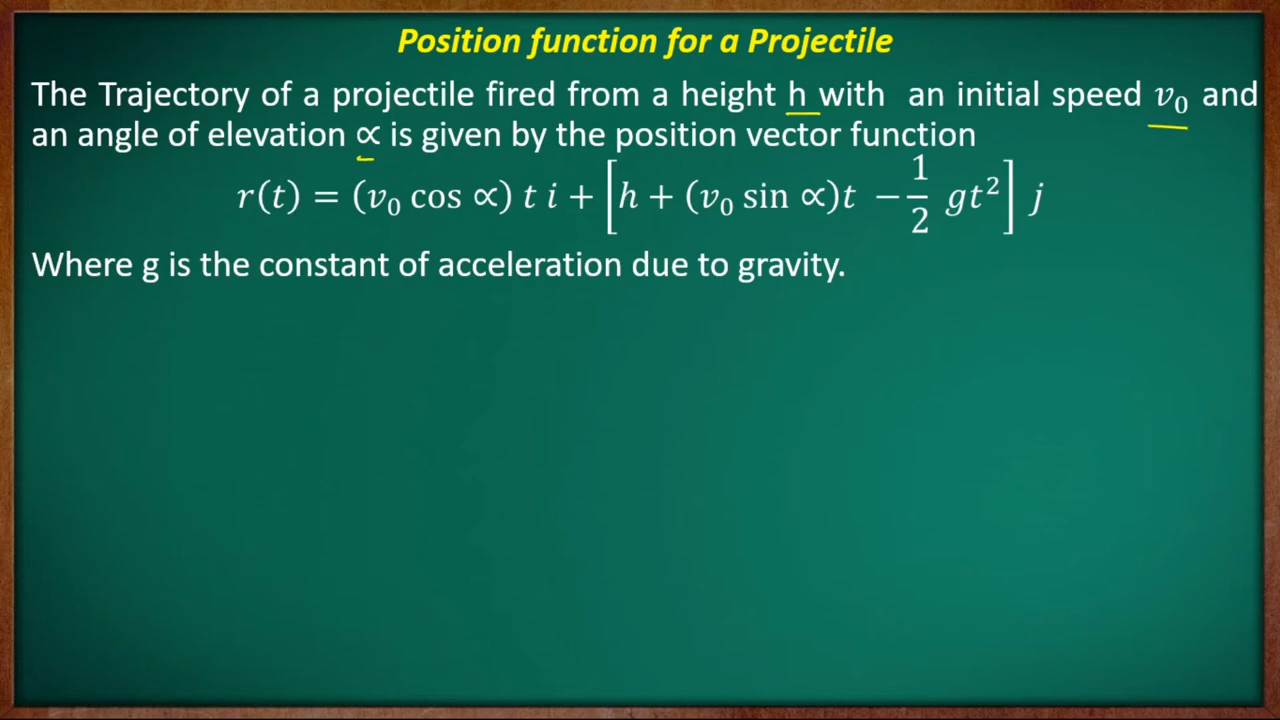 Position function for a Projectile
The Trajectory of a projectile fired from a height h with an initial speed v₀ and
an angle of elevation ∝ is given by the position vector function
r(t) = (v₀ cos ∝) t i + [h + (v₀ sin ∝)t − 1/2 gt²] j
Where g is the constant of acceleration due to gravity.